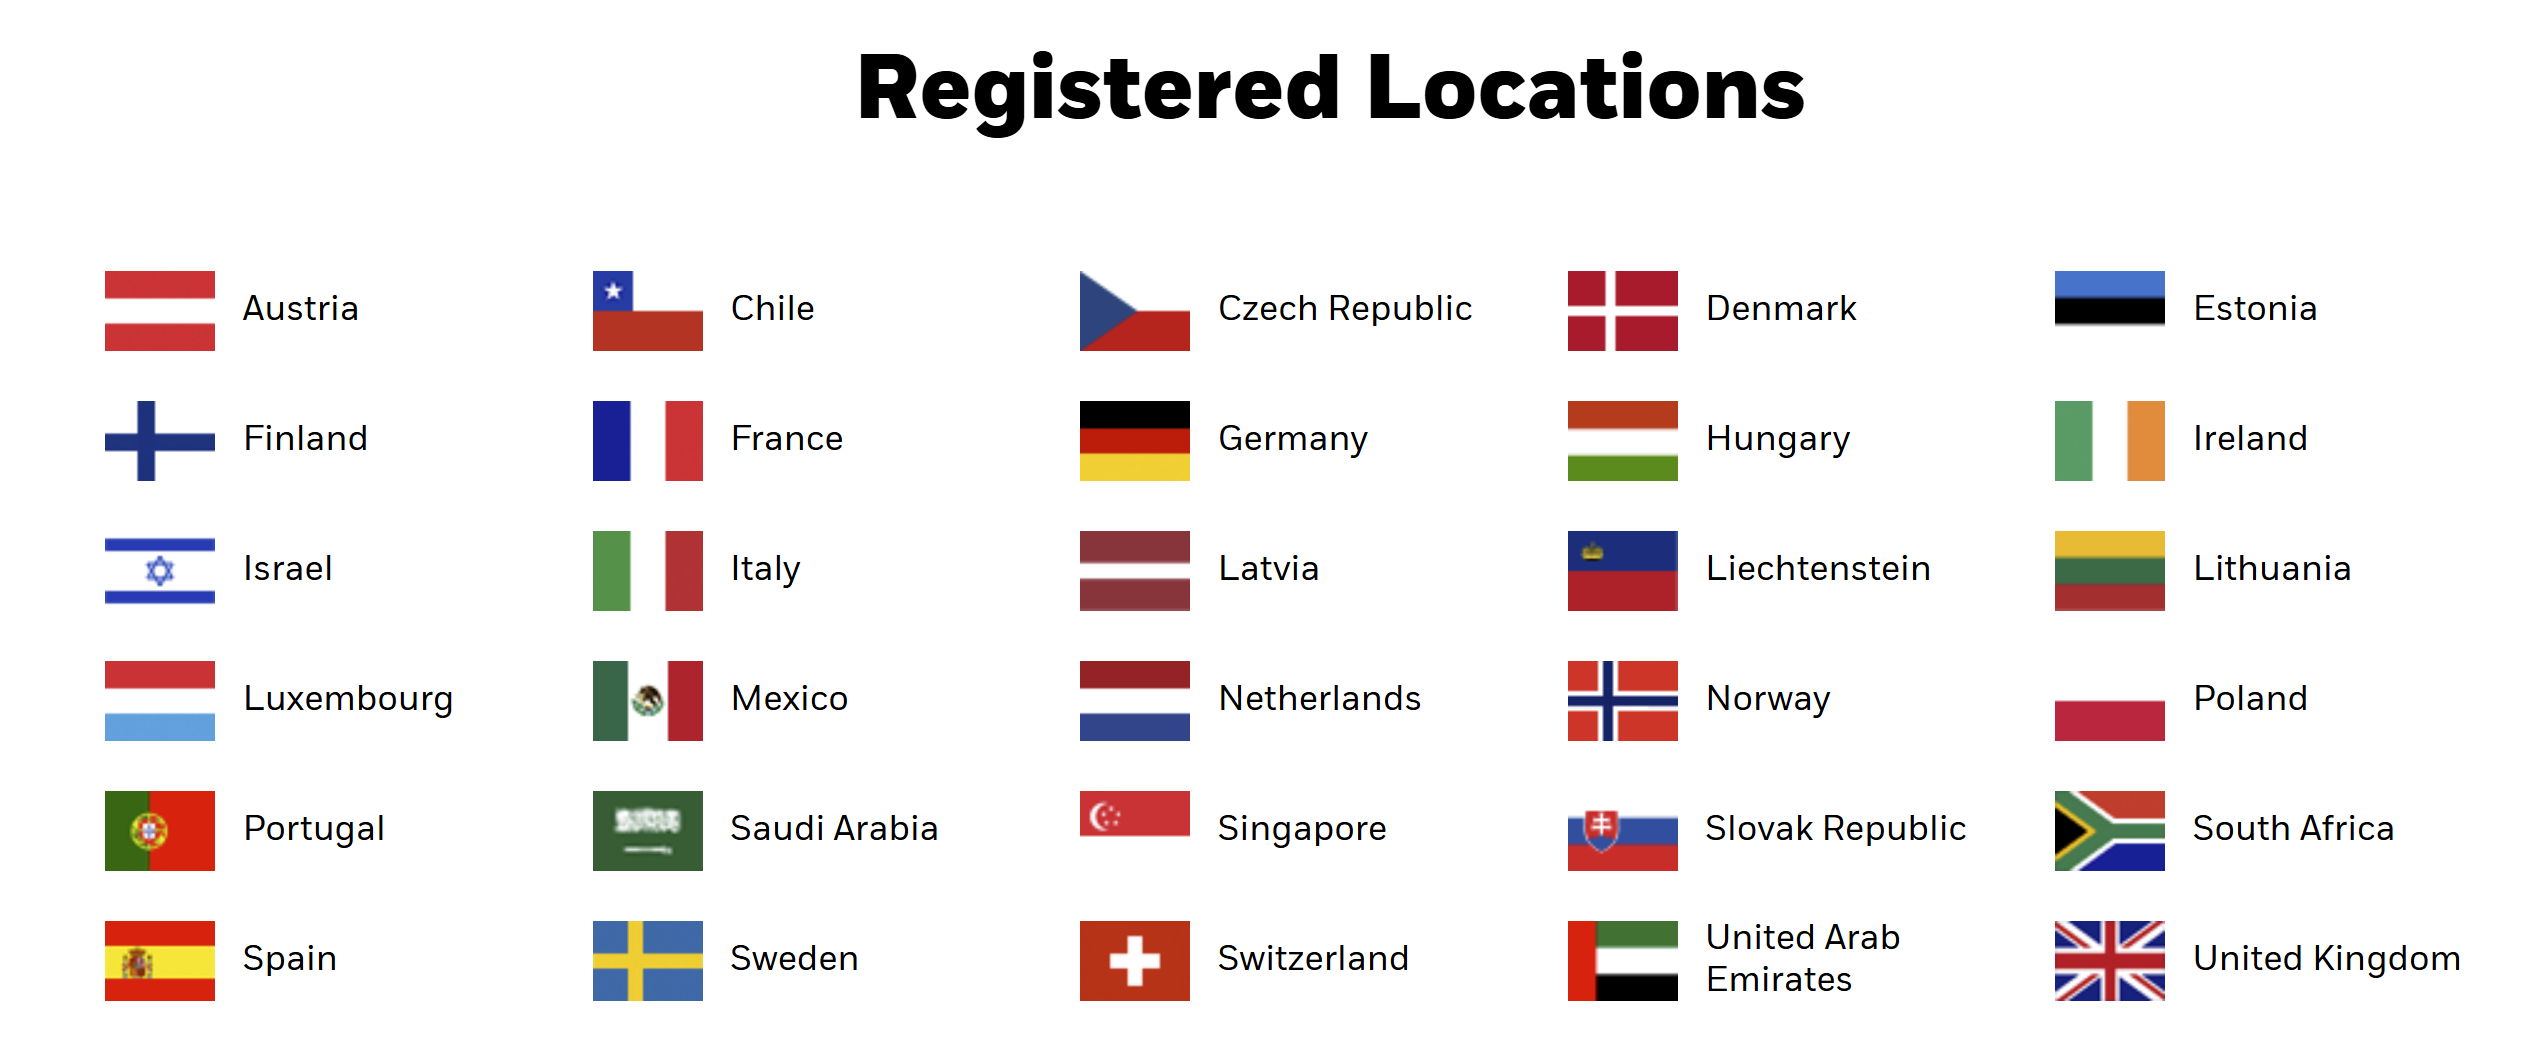 Registered Locations
Austria
Chile
Czech Republic
Denmark
Estonia
Finland
France
Germany
Hungary
Ireland
Israel
Italy
Latvia
Liechtenstein
Lithuania
Luxembourg
Mexico
Netherlands
Norway
Poland
Portugal
Saudi Arabia
Singapore
Slovak Republic
South Africa
Spain
Sweden
Switzerland
United Arab
Emirates
United Kingdom